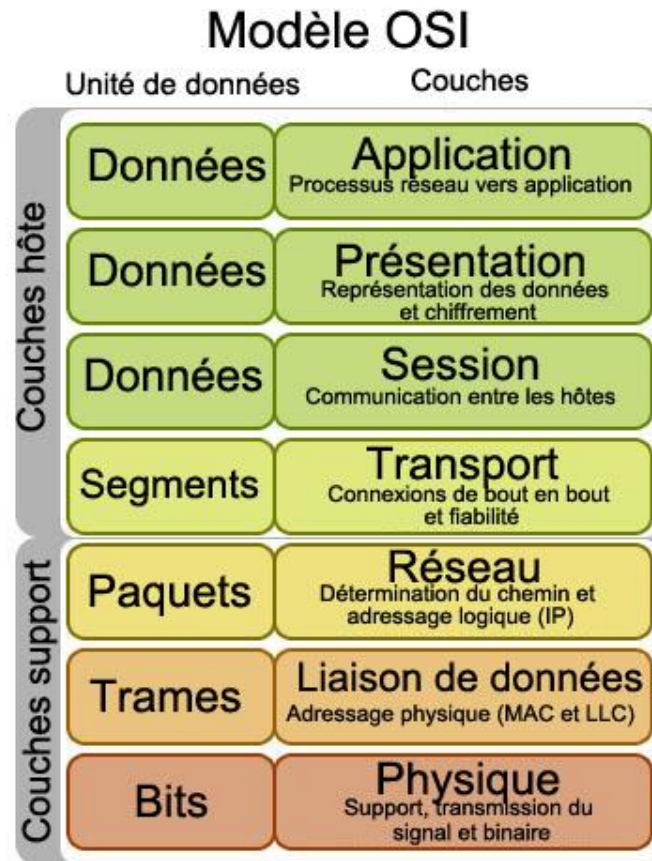 Modèle OSI
Unité de données
Couches
Couches hôte
Données
Application
Processus réseau vers application
Données
Présentation
Représentation des données
et chiffrement
Données
Session
Communication entre les hôtes
Segments
Transport
Connexions de bout en bout
et fiabilité
Couches support
Paquets
Réseau
Détermination du chemin et
adressage logique (IP)
Trames
Liaison de données
Adressage physique (MAC et LLC)
Bits
Physique
Support, transmission du
signal et binaire